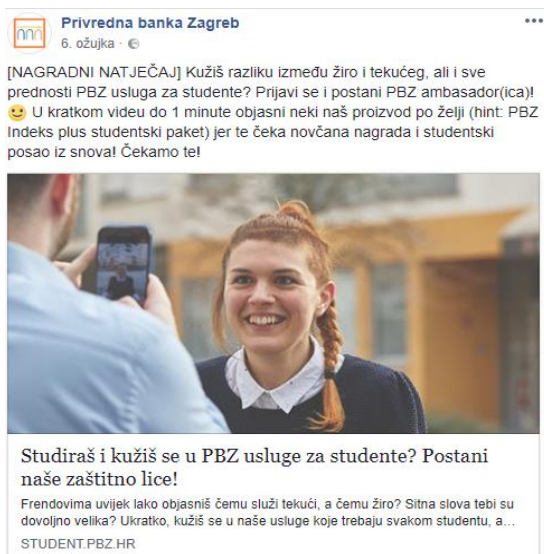 Privredna banka Zagreb
6. ožujka ·
[NAGRADNI NATJEČAJ] Kužiš razliku između žiro i tekućeg, ali i sve
prednosti PBZ usluga za studente? Prijavi se i postani PBZ ambasador(ica)!
U kratkom videu do 1 minute objasni neki naš proizvod po želji (hint: PBZ
Indeks plus studentski paket) jer te čeka novčana nagrada i studentski
posao iz snova! Čekamo te!
Studiraš i kužiš se u PBZ usluge za studente? Postani
naše zaštitno lice!
Frendovima uvijek lako objasniš čemu služi tekući, a čemu žiro? Sitna slova tebi su
dovoljno velika? Ukratko, kužiš se u naše usluge koje trebaju svakom studentu, a...
STUDENT.PBZ.HR